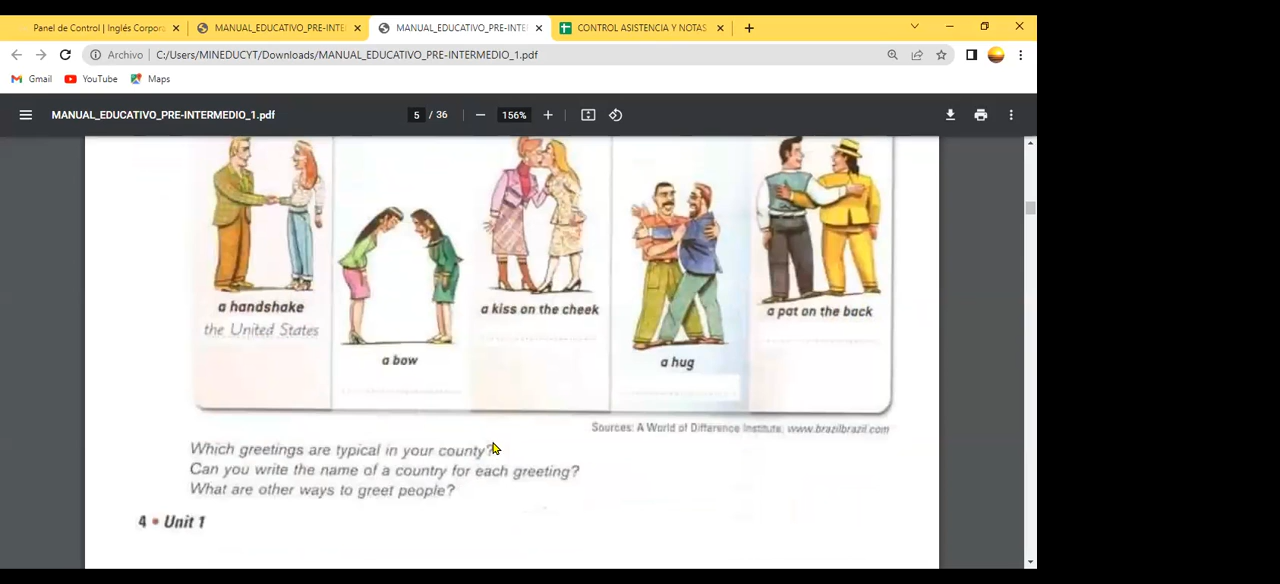 Panel de Control | Inglés Corpora
MANUAL_EDUCATIVO_PRE-INTERME
MANUAL_EDUCATIVO_PRE-INTERME
CONTROL ASISTENCIA Y NOTAS
Archivo
C:/Users/MINEDUCYT/Downloads/MANUAL_EDUCATIVO_PRE-INTERMEDIO_1.pdf
Gmail
YouTube
Maps
MANUAL_EDUCATIVO_PRE-INTERMEDIO_1.pdf
5 / 36
156%
a handshake
the United States
a bow
a kiss on the cheek
a hug
a pat on the back
Sources: A World of Difference Institute; www.brazilbrazil.com
Which greetings are typical in your county?
Can you write the name of a country for each greeting?
What are other ways to greet people?
4 • Unit 1